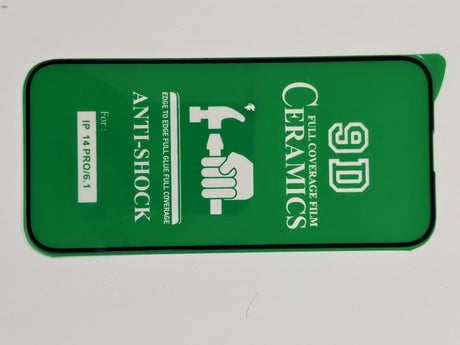 9D
FULL COVERAGE FILM
CERAMICS
EDGE TO EDGE FULL GLUE FULL COVERAGE
ANTI-SHOCK
For:
IP 14 PRO/6.1